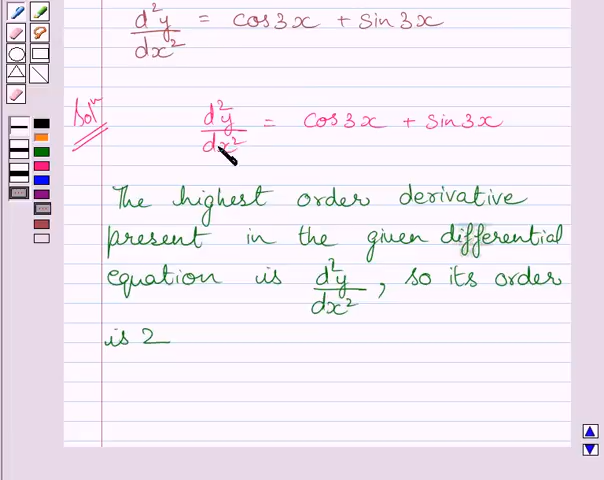 d²y/dx² = cos3x + sin3x
Solⁿ
d²y/dx² = cos3x + sin3x
The highest order derivative
present in the given differential
equation is d²y/dx² , so its order
is 2